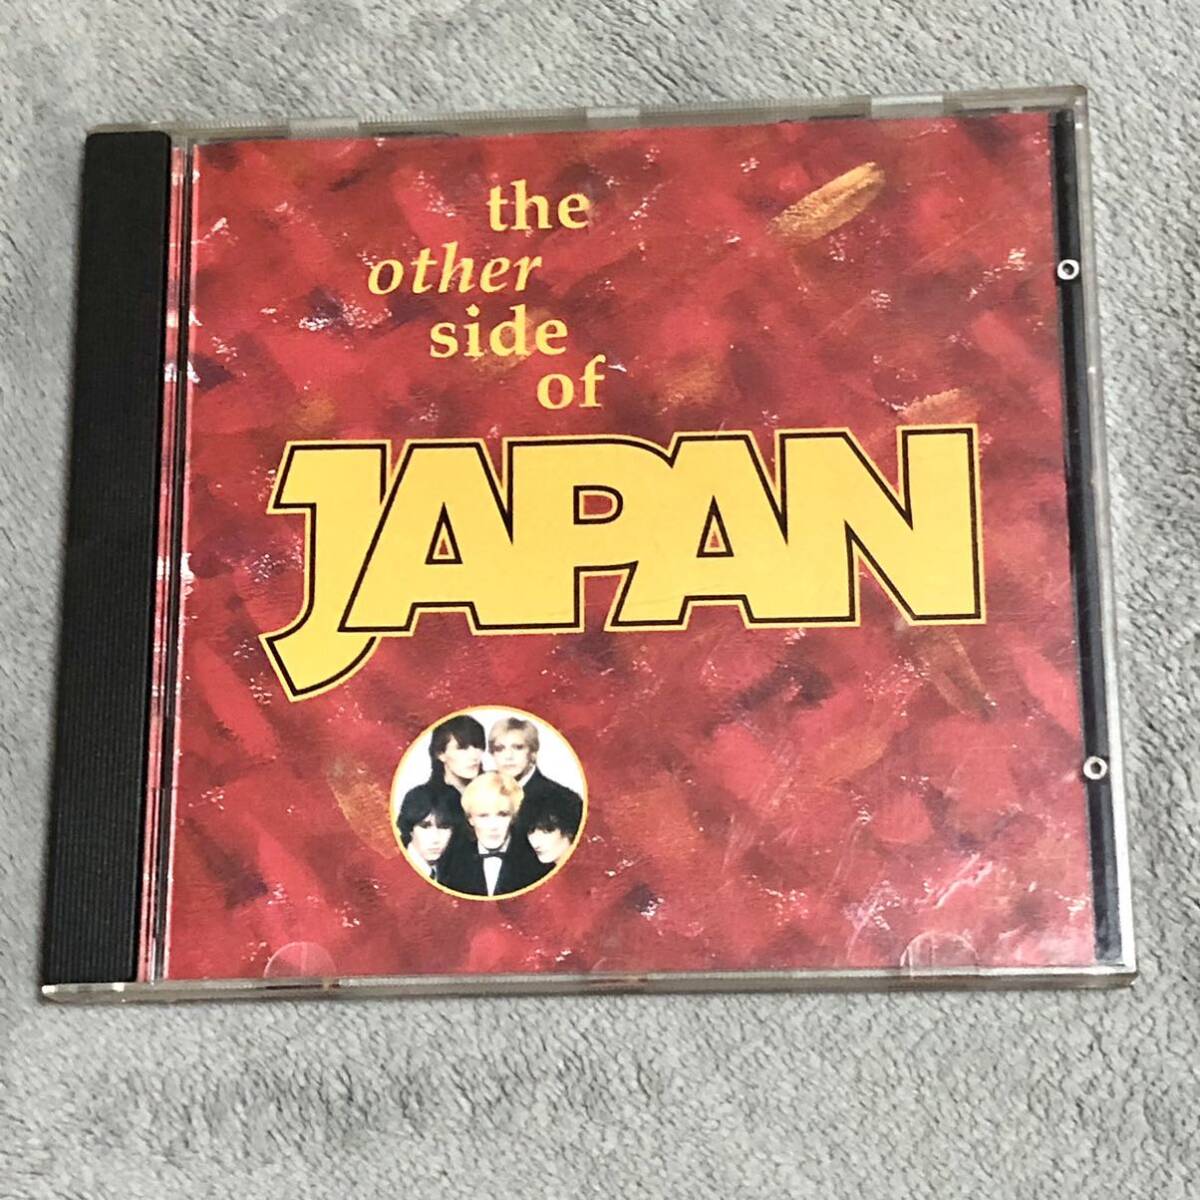 the
other
side
of
JAPAN